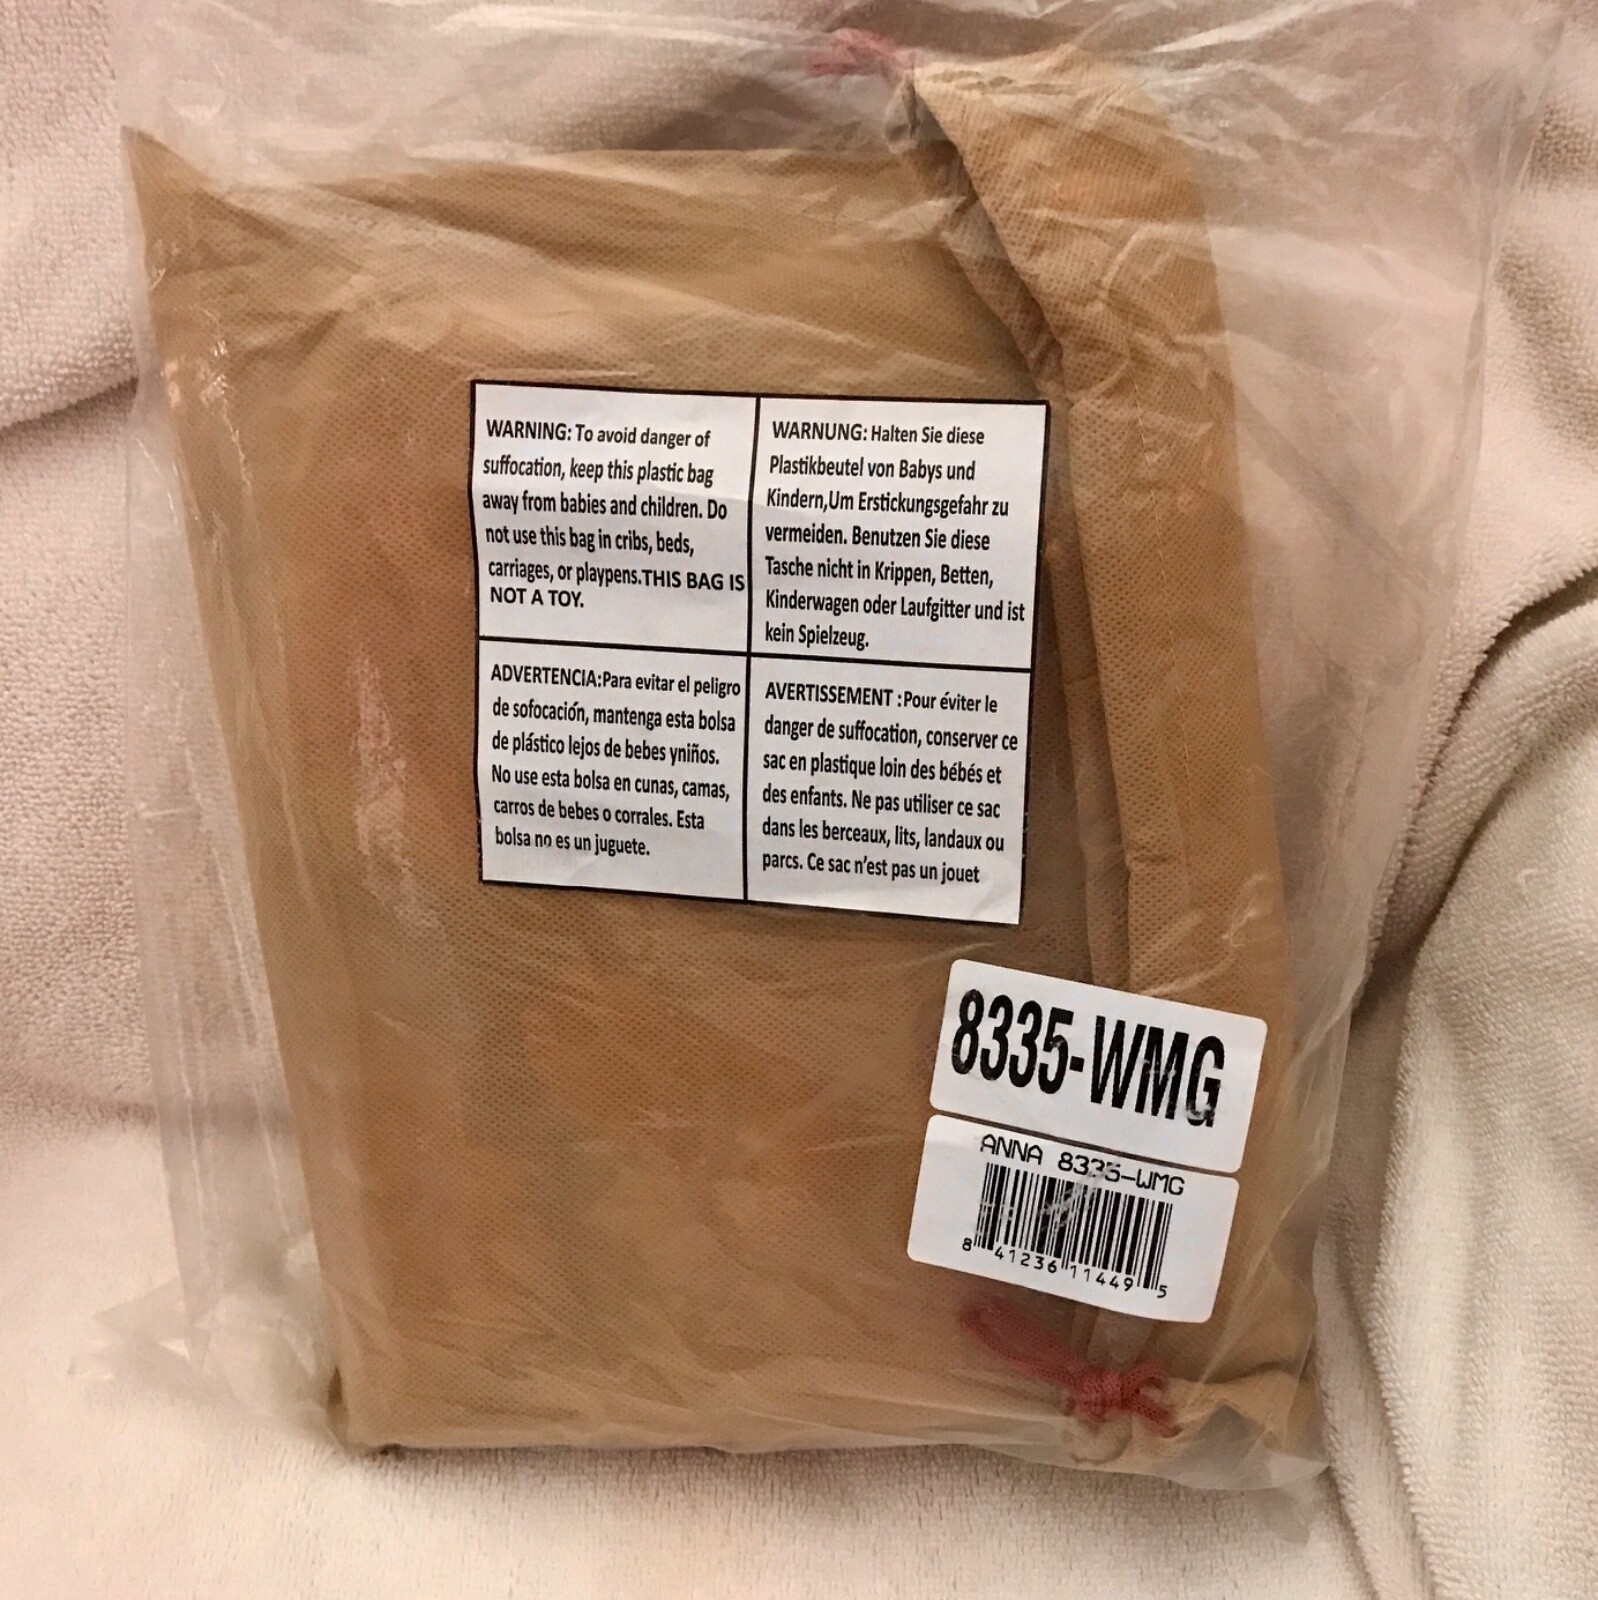 WARNING: To avoid danger of
suffocation, keep this plastic bag
away from babies and children. Do
not use this bag in cribs, beds,
carriages, or playpens.THIS BAG IS
NOT A TOY.
WARNUNG: Halten Sie diese
Plastikbeutel von Babys und
Kindern,Um Erstickungsgefahr zu
vermeiden. Benutzen Sie diese
Tasche nicht in Krippen, Betten,
Kinderwagen oder Laufgitter und ist
kein Spielzeug.
ADVERTENCIA:Para evitar el peligro
de sofocación, mantenga esta bolsa
de plástico lejos de bebes yniños.
No use esta bolsa en cunas, camas,
carros de bebes o corrales. Esta
bolsa no es un juguete.
AVERTISSEMENT :Pour éviter le
danger de suffocation, conserver ce
sac en plastique loin des bébés et
des enfants. Ne pas utiliser ce sac
dans les berceaux, lits, landaux ou
parcs. Ce sac n'est pas un jouet
8335-WMG
ANNA 8335-WMG
8 41236 11449 5